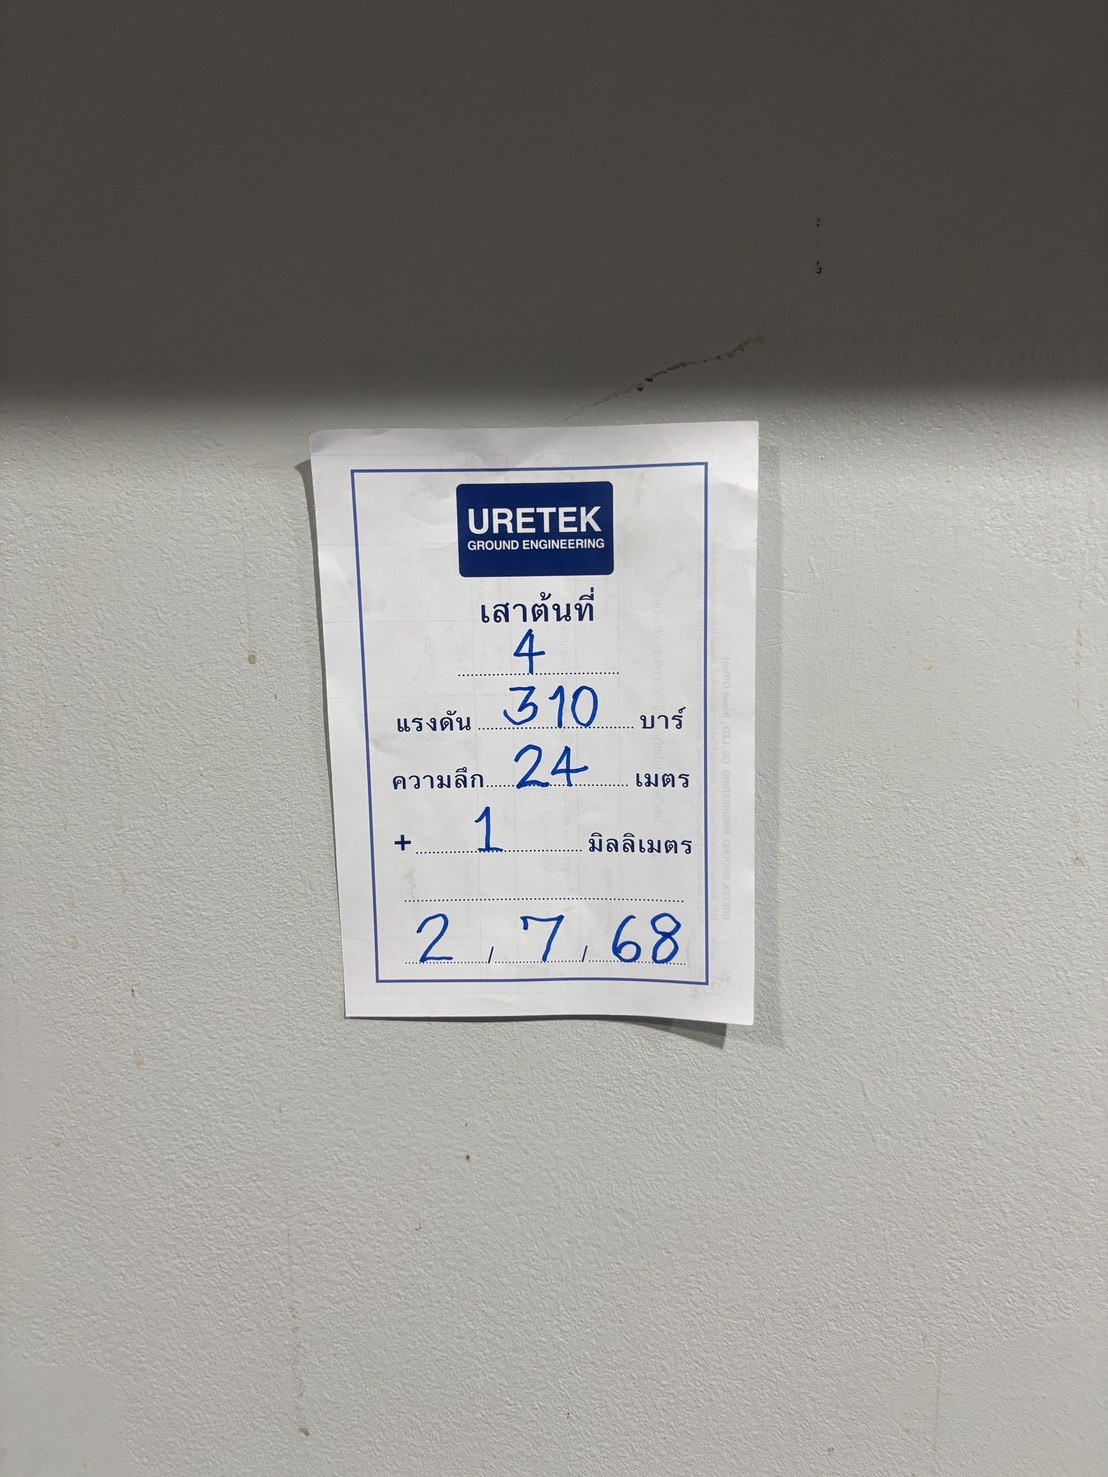 URETEK
GROUND ENGINEERING
เสาต้นที่
4
แรงดัน 310 บาร์
ความลึก 24 เมตร
+ 1 มิลลิเมตร
2 / 7 / 68